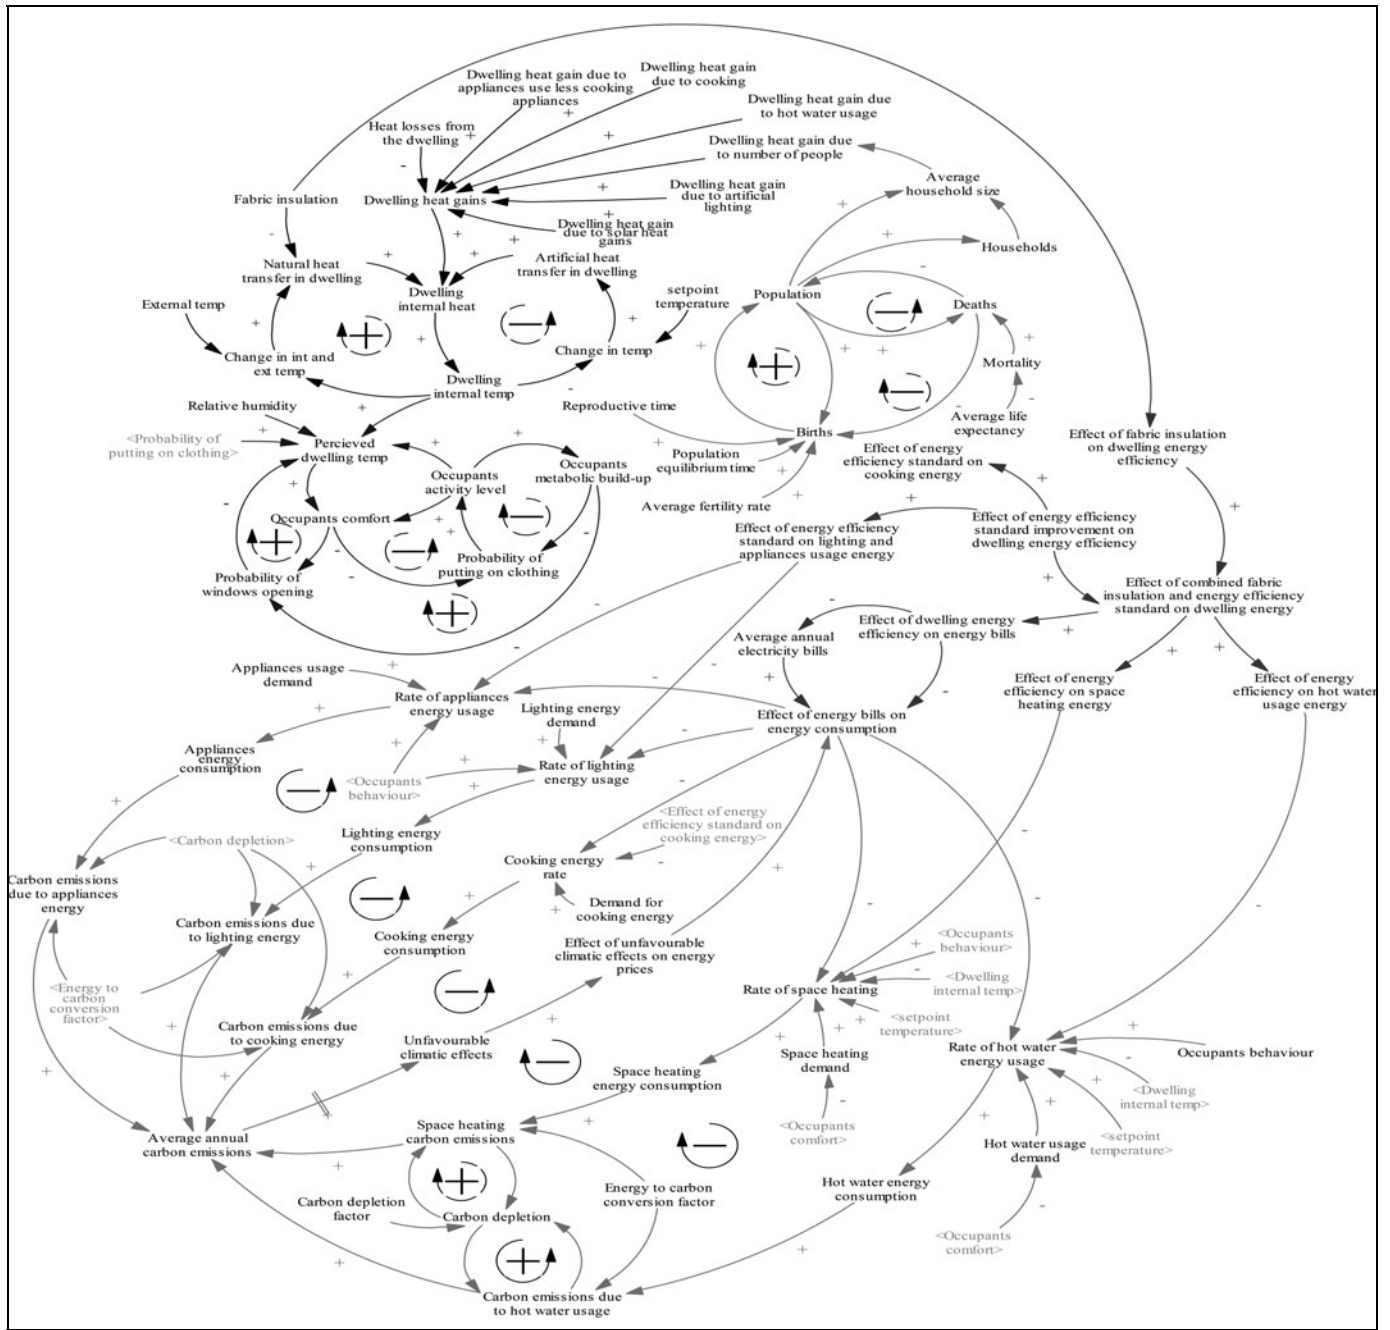 Dwelling heat gain due to
appliances use less cooking
appliances
Dwelling heat gain
due to cooking
Dwelling heat gain due
to hot water usage
Heat losses from
the dwelling
Dwelling heat gain due
to number of people
Average
household size
Fabric insulation
Dwelling heat gains
Dwelling heat gain
due to artificial
lighting
Dwelling heat gain
due to solar heat
gains
Households
Natural heat
transfer in dwelling
Artificial heat
transfer in dwelling
Dwelling
internal heat
setpoint
temperature
Population
Deaths
External temp
Change in int and
ext temp
Change in temp
Mortality
Dwelling
internal temp
Relative humidity
Reproductive time
Average life
expectancy
<Probability of
putting on clothing>
Percieved
dwelling temp
Births
Effect of fabric insulation
on dwelling energy
efficiency
Population
equilibrium time
Effect of energy
efficiency standard on
cooking energy
Occupants
activity level
Occupants
metabolic build-up
Average fertility rate
Occupants comfort
Effect of energy efficiency
standard on lighting and
appliances usage energy
Effect of energy efficiency
standard improvement on
dwelling energy efficiency
Probability of
windows opening
Probability of
putting on clothing
Effect of combined fabric
insulation and energy efficiency
standard on dwelling energy
Average annual
electricity bills
Effect of dwelling energy
efficiency on energy bills
Appliances usage
demand
Rate of appliances
energy usage
Lighting energy
demand
Effect of energy bills on
energy consumption
Effect of energy
efficiency on space
heating energy
Effect of energy
efficiency on hot water
usage energy
Appliances
energy
consumption
<Occupants
behaviour>
Rate of lighting
energy usage
<Carbon depletion>
Lighting energy
consumption
<Effect of energy
efficiency standard on
cooking energy>
Carbon emissions
due to appliances
energy
Cooking energy
rate
Demand for
cooking energy
Carbon emissions due
to lighting energy
Cooking energy
consumption
Effect of unfavourable
climatic effects on energy
prices
<Occupants
behaviour>
<Energy to
carbon
conversion
factor>
<Dwelling
internal temp>
Rate of space heating
<setpoint
temperature>
Carbon emissions due
to cooking energy
Unfavourable
climatic effects
Space heating
demand
Rate of hot water
energy usage
Occupants behaviour
Space heating
energy consumption
<Dwelling
internal temp>
Average annual
carbon emissions
Space heating
carbon emissions
<Occupants
comfort>
Hot water usage
demand
<setpoint
temperature>
Carbon depletion
factor
Carbon depletion
Energy to carbon
conversion factor
Hot water energy
consumption
<Occupants
comfort>
Carbon emissions due
to hot water usage